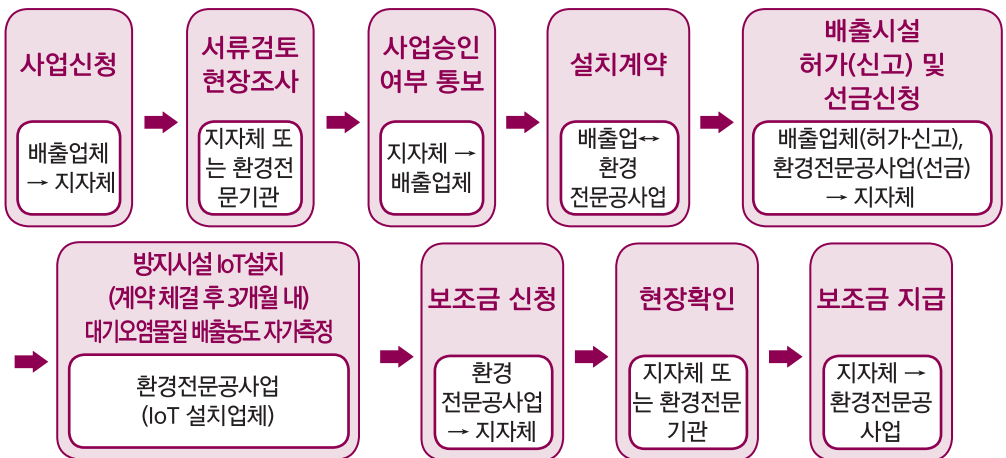 사업신청
배출업체
→ 지자체
서류검토
현장조사
지자체 또
는 환경전
문기관
사업승인
여부 통보
지자체 →
배출업체
설치계약
배출업↔
환경
전문공사업
배출시설
허가(신고) 및
선금신청
배출업체(허가·신고),
환경전문공사업(선금)
→ 지자체
방지시설 IoT설치
(계약 체결 후 3개월 내)
대기오염물질 배출농도 자가측정
환경전문공사업
(IoT 설치업체)
보조금 신청
환경
전문공사업
→ 지자체
현장확인
지자체 또
는 환경전문
기관
보조금 지급
지자체 →
환경전문공
사업